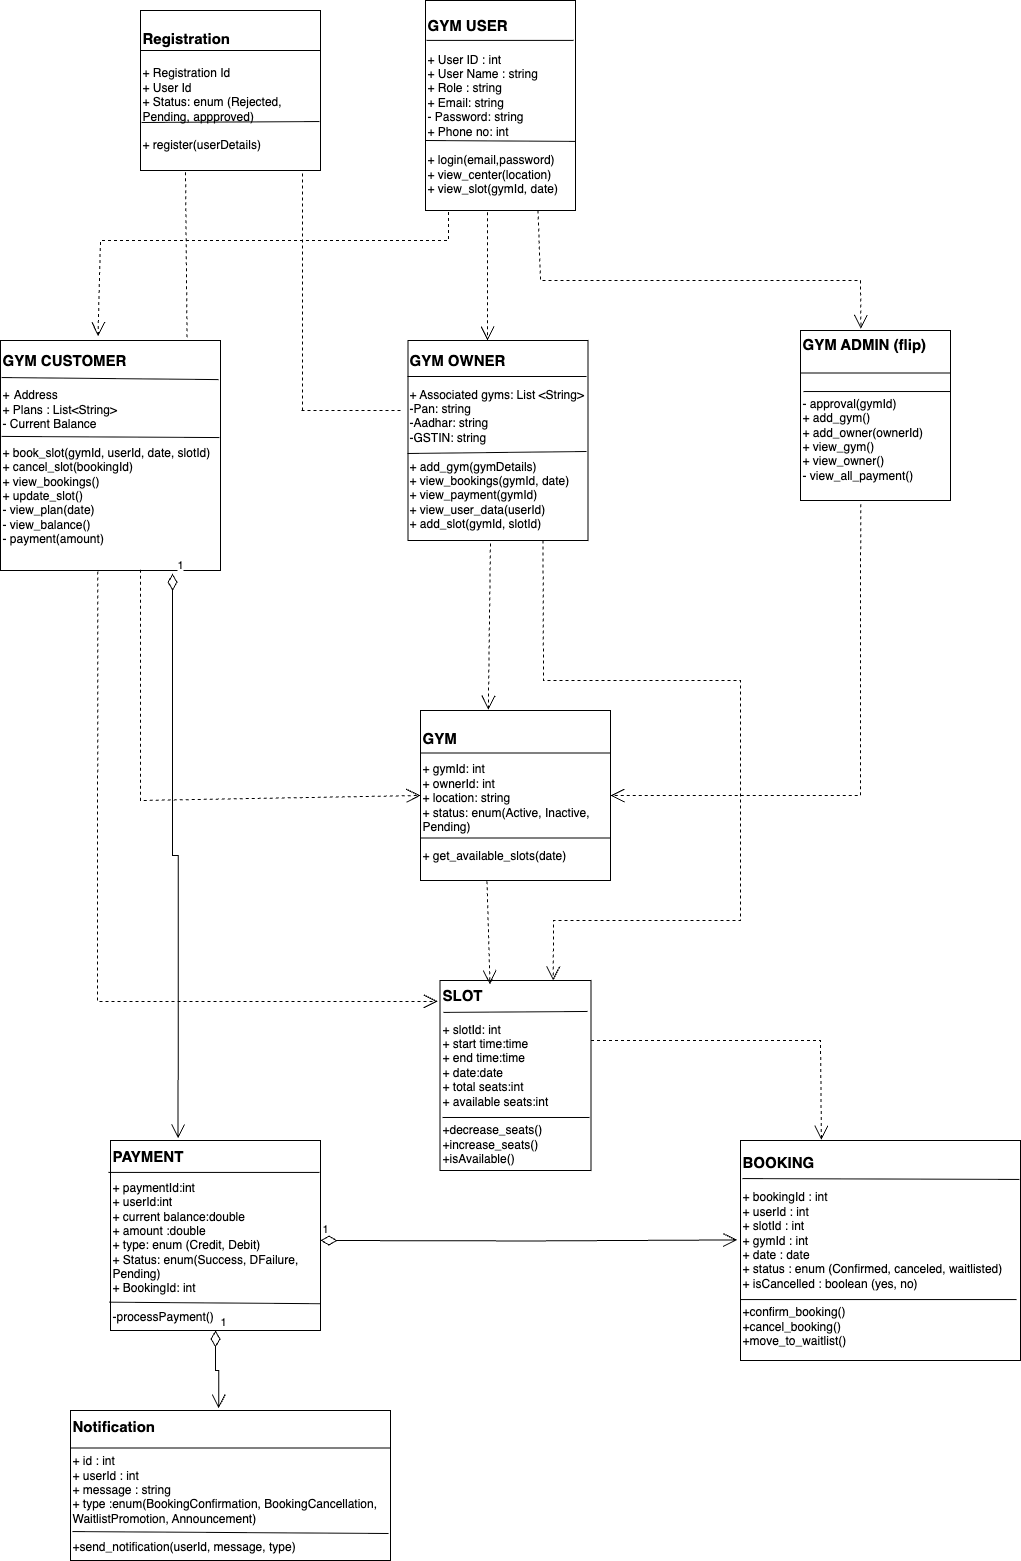 Registration
+ Registration Id
+ User Id
+ Status: enum (Rejected,
Pending, appproved)
+ register(userDetails)
GYM USER
+ User ID : int
+ User Name : string
+ Role : string
+ Email: string
- Password: string
+ Phone no: int
+ login(email,password)
+ view_center(location)
+ view_slot(gymId, date)
GYM CUSTOMER
+ Address
+ Plans : List<String>
- Current Balance
+ book_slot(gymId, userId, date, slotId)
+ cancel_slot(bookingId)
+ view_bookings()
+ update_slot()
- view_plan(date)
- view_balance()
- payment(amount)
1
GYM OWNER
+ Associated gyms: List <String>
-Pan: string
-Aadhar: string
-GSTIN: string
+ add_gym(gymDetails)
+ view_bookings(gymId, date)
+ view_payment(gymId)
+ view_user_data(userId)
+ add_slot(gymId, slotId)
GYM ADMIN (flip)
- approval(gymId)
+ add_gym()
+ add_owner(ownerId)
+ view_gym()
+ view_owner()
- view_all_payment()
GYM
+ gymId: int
+ ownerId: int
+ location: string
+ status: enum(Active, Inactive,
Pending)
+ get_available_slots(date)
SLOT
+ slotId: int
+ start time:time
+ end time:time
+ date:date
+ total seats:int
+ available seats:int
+decrease_seats()
+increase_seats()
+isAvailable()
PAYMENT
+ paymentId:int
+ userId:int
+ current balance:double
+ amount :double
+ type: enum (Credit, Debit)
+ Status: enum(Success, DFailure,
Pending)
+ BookingId: int
-processPayment()
1
1
BOOKING
+ bookingId : int
+ userId : int
+ slotId : int
+ gymId : int
+ date : date
+ status : enum (Confirmed, canceled, waitlisted)
+ isCancelled : boolean (yes, no)
+confirm_booking()
+cancel_booking()
+move_to_waitlist()
Notification
+ id : int
+ userId : int
+ message : string
+ type :enum(BookingConfirmation, BookingCancellation,
WaitlistPromotion, Announcement)
+send_notification(userId, message, type)